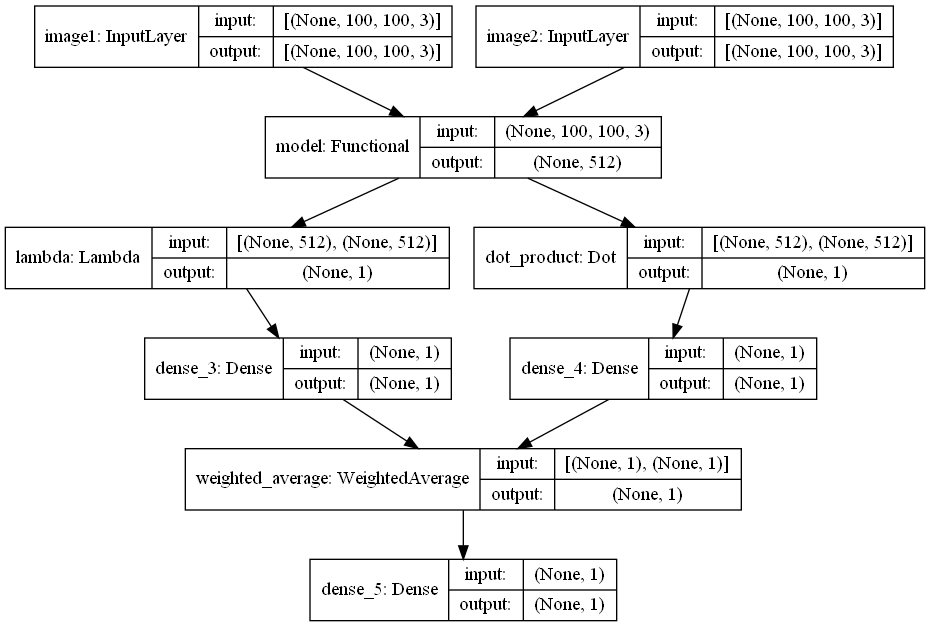 image1: InputLayer
input:
[(None, 100, 100, 3)]
output:
[(None, 100, 100, 3)]
image2: InputLayer
input:
[(None, 100, 100, 3)]
output:
[(None, 100, 100, 3)]
model: Functional
input:
(None, 100, 100, 3)
output:
(None, 512)
lambda: Lambda
input:
[(None, 512), (None, 512)]
output:
(None, 1)
dot_product: Dot
input:
[(None, 512), (None, 512)]
output:
(None, 1)
dense_3: Dense
input:
(None, 1)
output:
(None, 1)
dense_4: Dense
input:
(None, 1)
output:
(None, 1)
weighted_average: WeightedAverage
input:
[(None, 1), (None, 1)]
output:
(None, 1)
dense_5: Dense
input:
(None, 1)
output:
(None, 1)